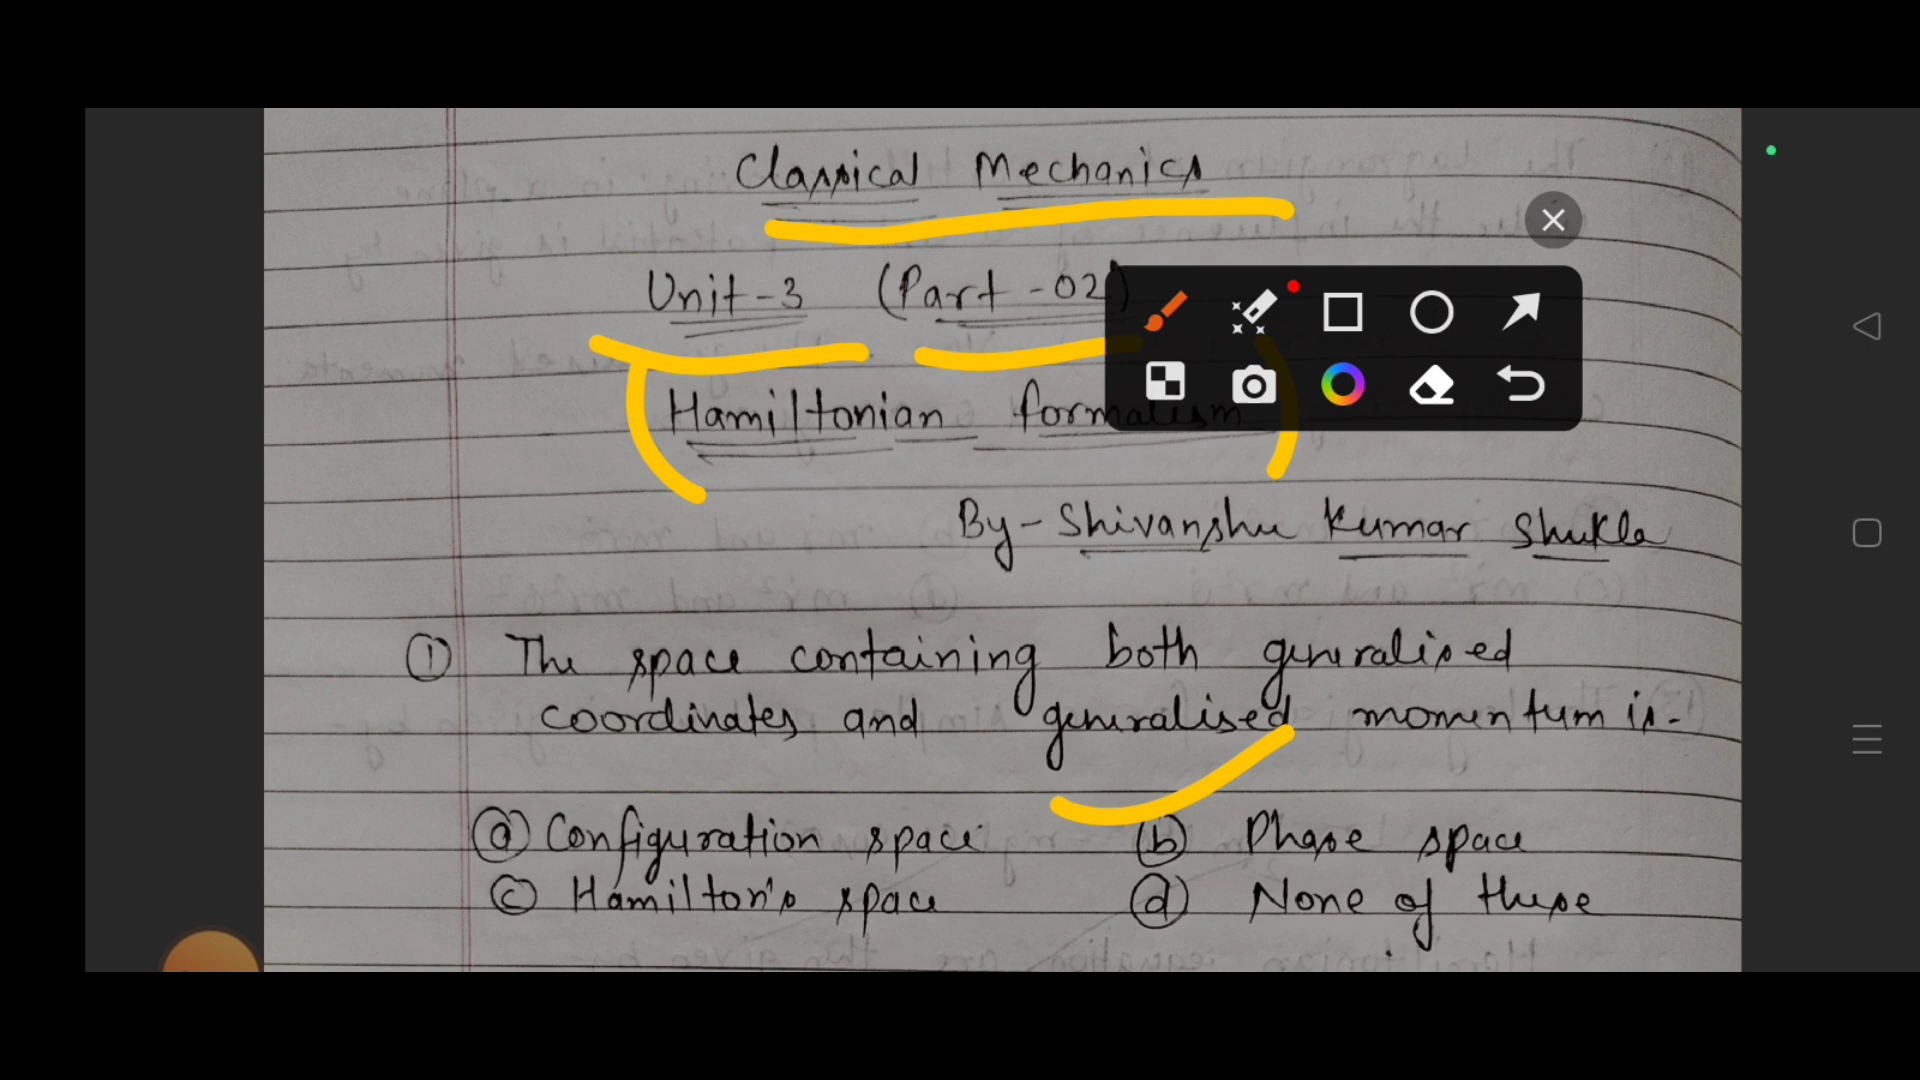 Classical Mechanics
Unit-3 (Part-02)
Hamiltonian formalism
By- Shivanshu Kumar Shukla
① The space containing both generalised
coordinates and generalised momentum is-
ⓐ Configuration space ⓑ Phase space
ⓒ Hamilton's space ⓓ None of these